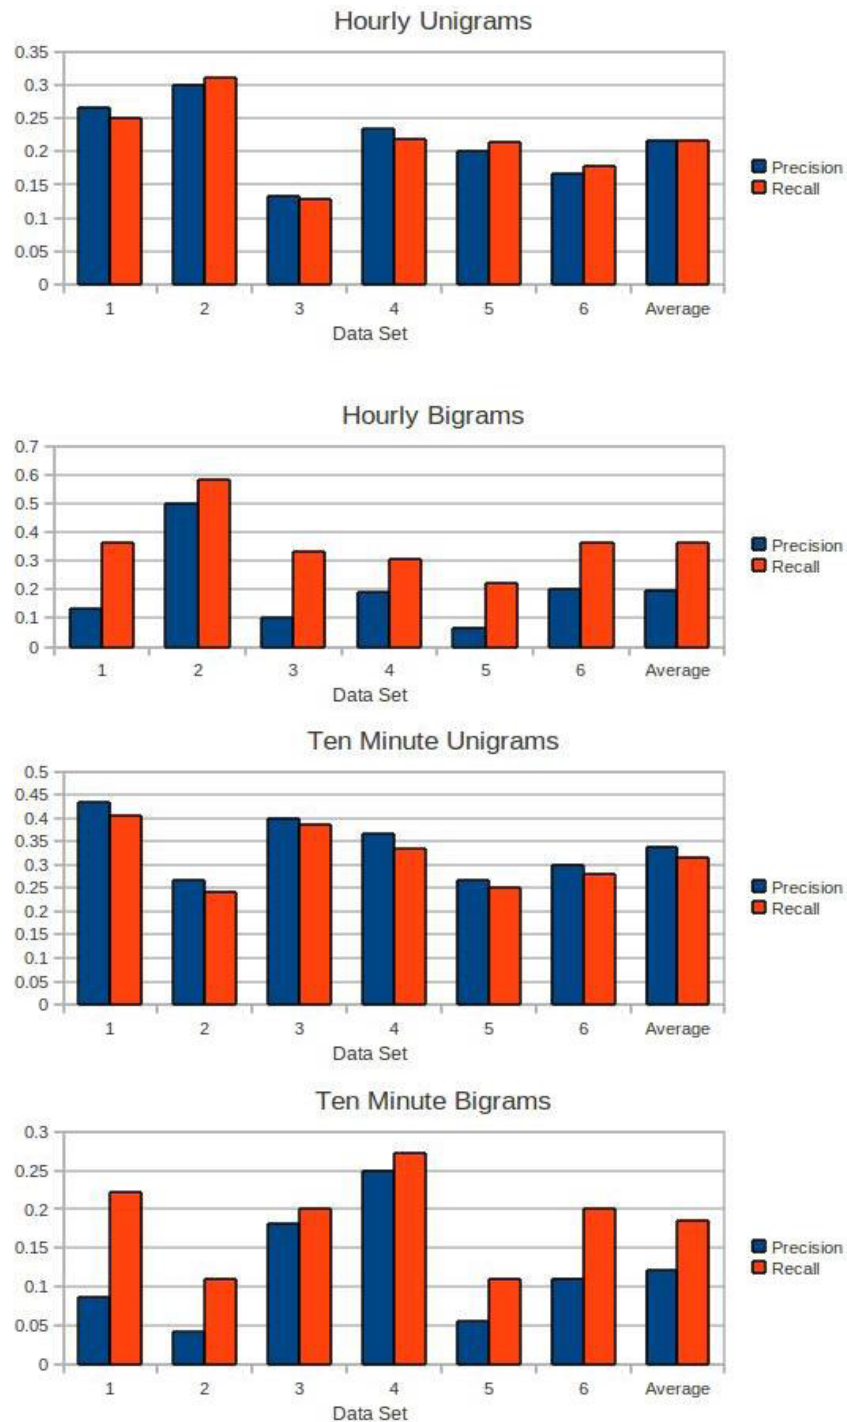 Hourly Unigrams
0.35
0.3
0.25
0.2
0.15
0.1
0.05
0
1 2 3 4 5 6 Average
Data Set
Precision
Recall
Hourly Bigrams
0.7
0.6
0.5
0.4
0.3
0.2
0.1
0
1 2 3 4 5 6 Average
Data Set
Precision
Recall
Ten Minute Unigrams
0.5
0.45
0.4
0.35
0.3
0.25
0.2
0.15
0.1
0.05
0
1 2 3 4 5 6 Average
Data Set
Precision
Recall
Ten Minute Bigrams
0.3
0.25
0.2
0.15
0.1
0.05
0
1 2 3 4 5 6 Average
Data Set
Precision
Recall